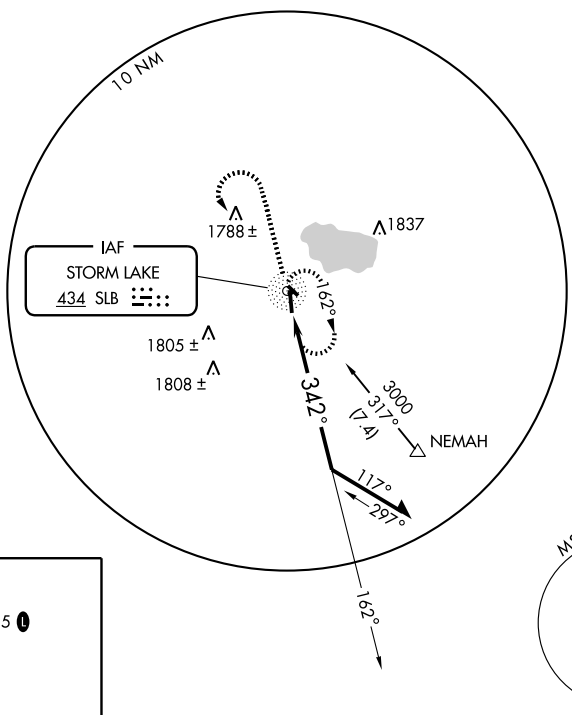 10 NM
1788 ±
1837
IAF
STORM LAKE
434 SLB
162°
1805 ±
1808 ±
342°
3000
317°
(7.4)
NEMAH
117°
297°
162°
5 L